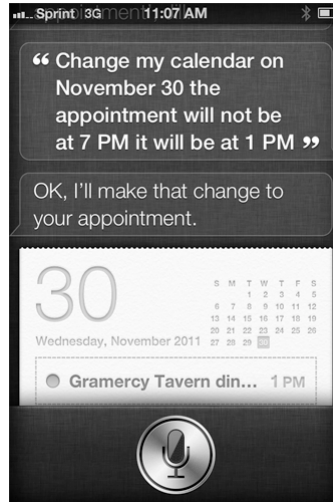 Sprint 3G 11:07 AM
“ Change my calendar on
November 30 the
appointment will not be
at 7 PM it will be at 1 PM ”
OK, I'll make that change to
your appointment.
30
S M T W T F S
1 2 3 4 5
6 7 8 9 10 11 12
13 14 15 16 17 18 19
20 21 22 23 24 25 26
27 28 29 30
Wednesday, November 2011
Gramercy Tavern din... 1 PM